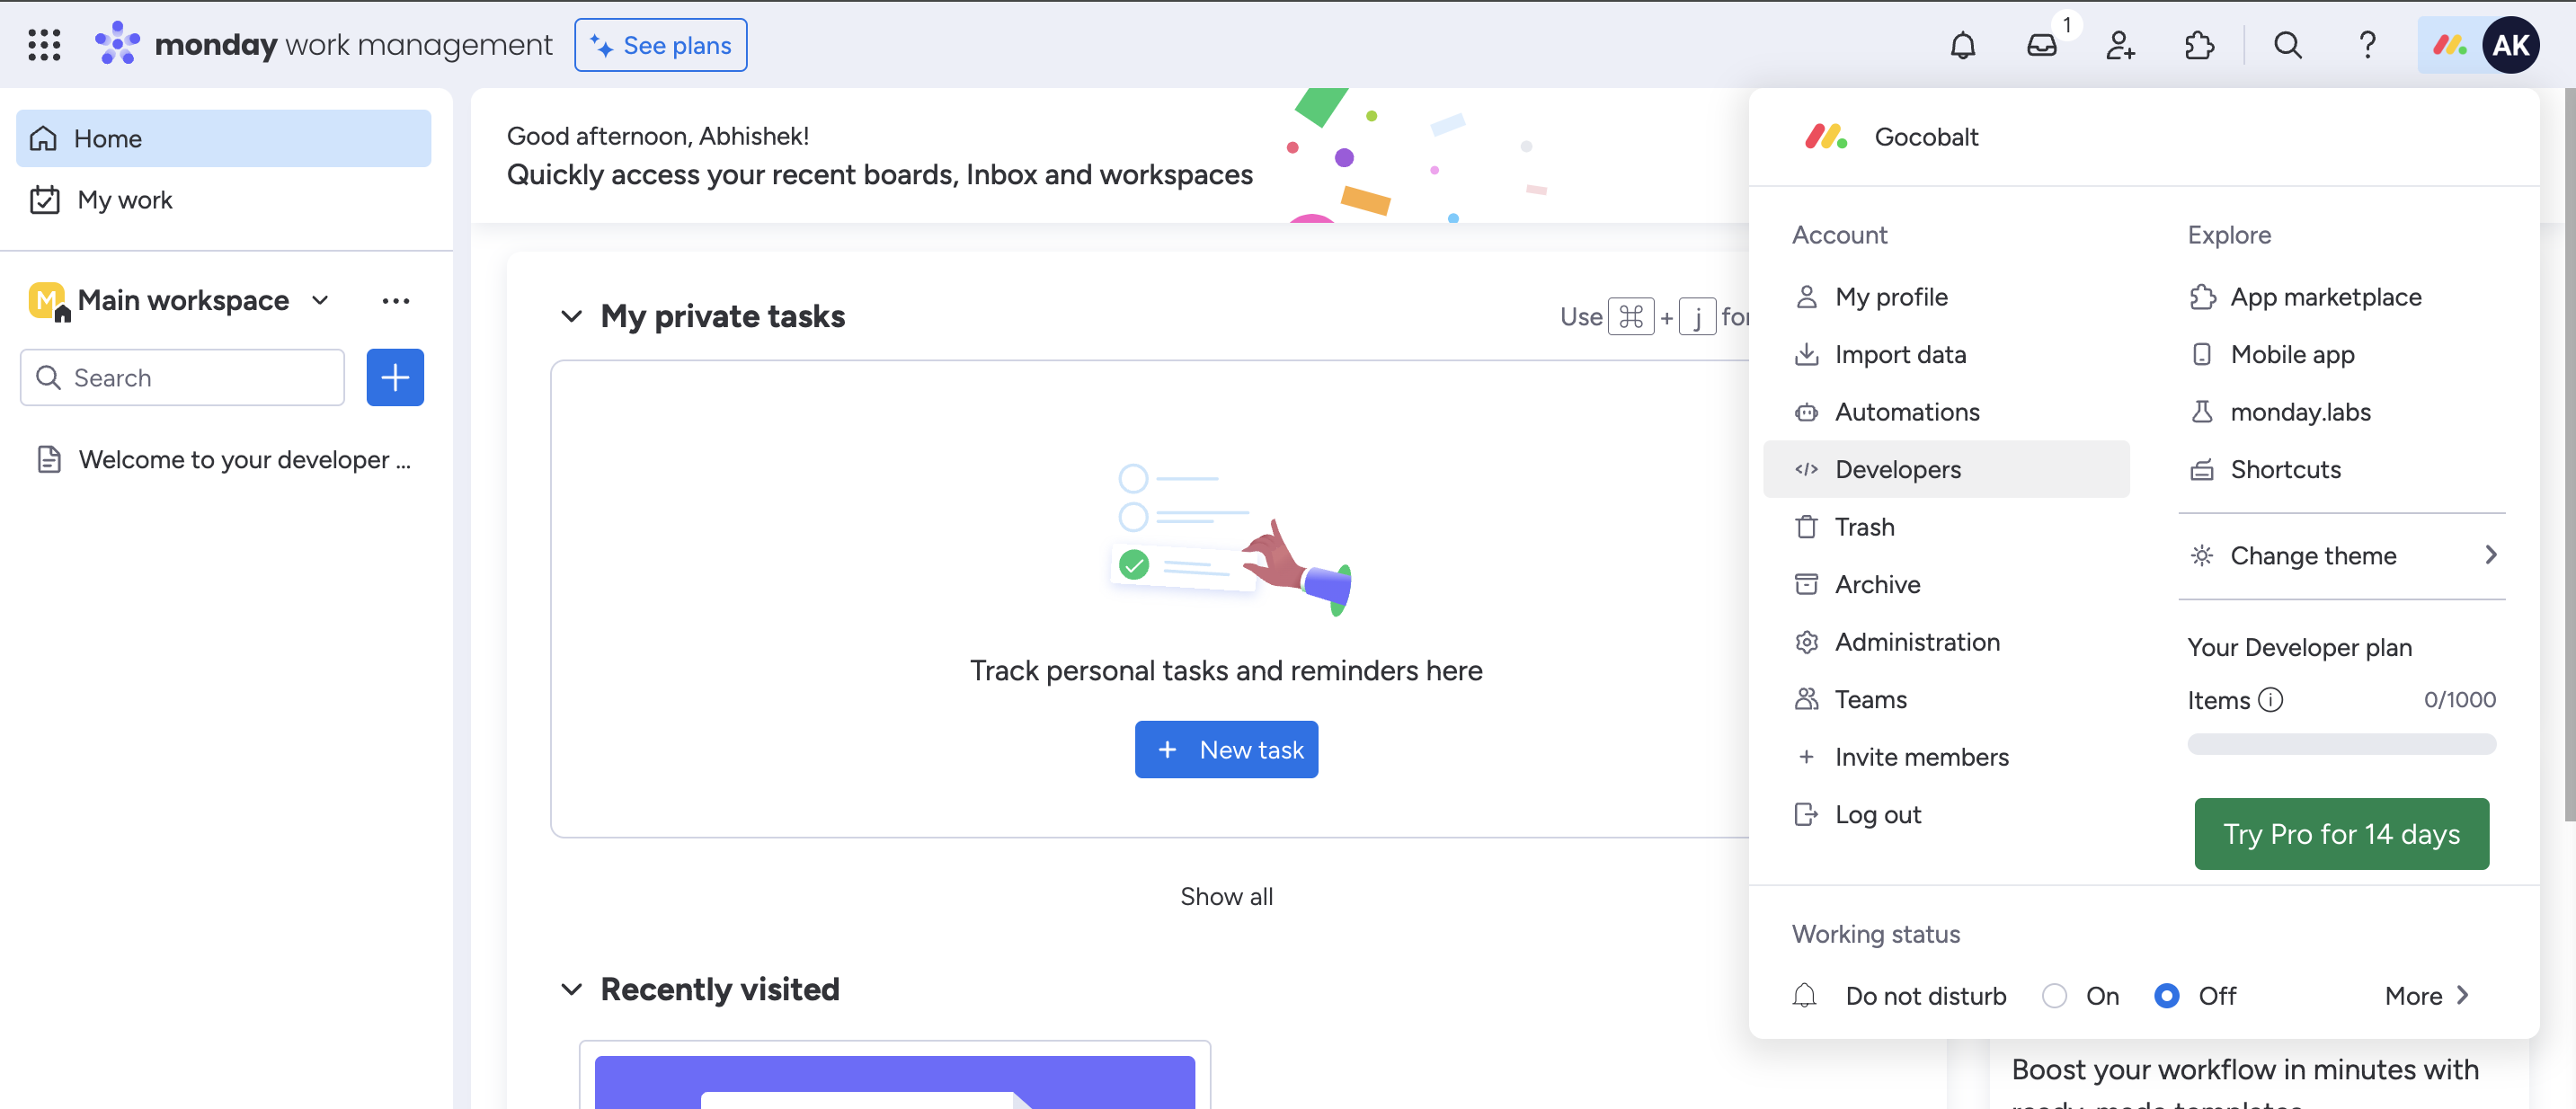 monday work management
See plans
1
AK
Home
My work
M
Main workspace
Search
Welcome to your developer ...
Good afternoon, Abhishek!
Quickly access your recent boards, Inbox and workspaces
My private tasks
Use ⌘ + j for
Track personal tasks and reminders here
+ New task
Show all
Recently visited
Gocobalt
Account
My profile
Import data
Automations
Developers
Trash
Archive
Administration
Teams
+ Invite members
Log out
Explore
App marketplace
Mobile app
monday.labs
Shortcuts
Change theme
Your Developer plan
Items 0/1000
Try Pro for 14 days
Working status
Do not disturb On Off More
Boost your workflow in minutes with
ready-made templates